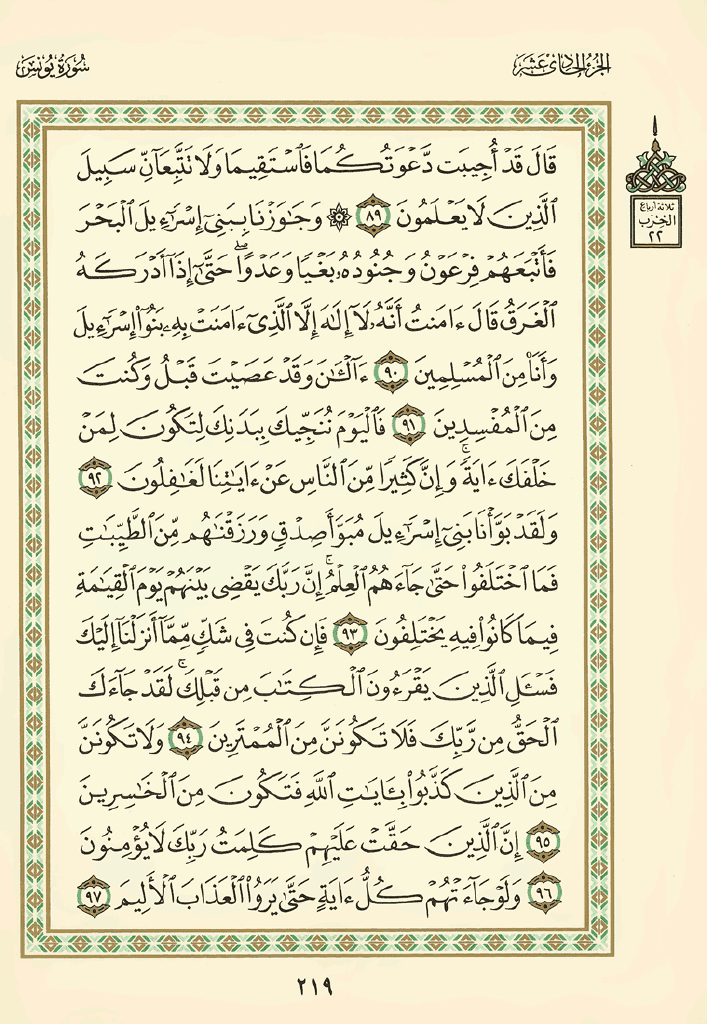 الجزء الحادي عشر
سورة يونس
قَالَ قَدْ أُجِيبَت دَّعْوَتُكُمَا فَٱسْتَقِيمَا وَلَا تَتَّبِعَآنِّ سَبِيلَ
ٱلَّذِينَ لَا يَعْلَمُونَ ٨٩ ۞ وَجَٰوَزْنَا بِبَنِىٓ إِسْرَٰٓءِيلَ ٱلْبَحْرَ
فَأَتْبَعَهُمْ فِرْعَوْنُ وَجُنُودُهُۥ بَغْيًا وَعَدْوًا ۖ حَتَّىٰٓ إِذَآ أَدْرَكَهُ
ٱلْغَرَقُ قَالَ ءَامَنتُ أَنَّهُۥ لَآ إِلَٰهَ إِلَّا ٱلَّذِىٓ ءَامَنَتْ بِهِۦ بَنُوٓا۟ إِسْرَٰٓءِيلَ
وَأَنَا۠ مِنَ ٱلْمُسْلِمِينَ ٩٠ ءَآلْـَٰٔنَ وَقَدْ عَصَيْتَ قَبْلُ وَكُنتَ
مِنَ ٱلْمُفْسِدِينَ ٩١ فَٱلْيَوْمَ نُنَجِّيكَ بِبَدَنِكَ لِتَكُونَ لِمَنْ
خَلْفَكَ ءَايَةً ۚ وَإِنَّ كَثِيرًا مِّنَ ٱلنَّاسِ عَنْ ءَايَٰتِنَا لَغَٰفِلُونَ ٩٢
وَلَقَدْ بَوَّأْنَا بَنِىٓ إِسْرَٰٓءِيلَ مُبَوَّأَ صِدْقٍ وَرَزَقْنَٰهُم مِّنَ ٱلطَّيِّبَٰتِ
فَمَا ٱخْتَلَفُوا۟ حَتَّىٰ جَآءَهُمُ ٱلْعِلْمُ ۚ إِنَّ رَبَّكَ يَقْضِى بَيْنَهُمْ يَوْمَ ٱلْقِيَٰمَةِ
فِيمَا كَانُوا۟ فِيهِ يَخْتَلِفُونَ ٩٣ فَإِن كُنتَ فِى شَكٍّ مِّمَّآ أَنزَلْنَآ إِلَيْكَ
فَسْـَٔلِ ٱلَّذِينَ يَقْرَءُونَ ٱلْكِتَٰبَ مِن قَبْلِكَ ۚ لَقَدْ جَآءَكَ
ٱلْحَقُّ مِن رَّبِّكَ فَلَا تَكُونَنَّ مِنَ ٱلْمُمْتَرِينَ ٩٤ وَلَا تَكُونَنَّ
مِنَ ٱلَّذِينَ كَذَّبُوا۟ بِـَٔايَٰتِ ٱللَّهِ فَتَكُونَ مِنَ ٱلْخَٰسِرِينَ
٩٥ إِنَّ ٱلَّذِينَ حَقَّتْ عَلَيْهِمْ كَلِمَتُ رَبِّكَ لَا يُؤْمِنُونَ
٩٦ وَلَوْ جَآءَتْهُمْ كُلُّ ءَايَةٍ حَتَّىٰ يَرَوُا۟ ٱلْعَذَابَ ٱلْأَلِيمَ ٩٧
ثلاثة أرباع
الحزب
٢٢
٢١٩